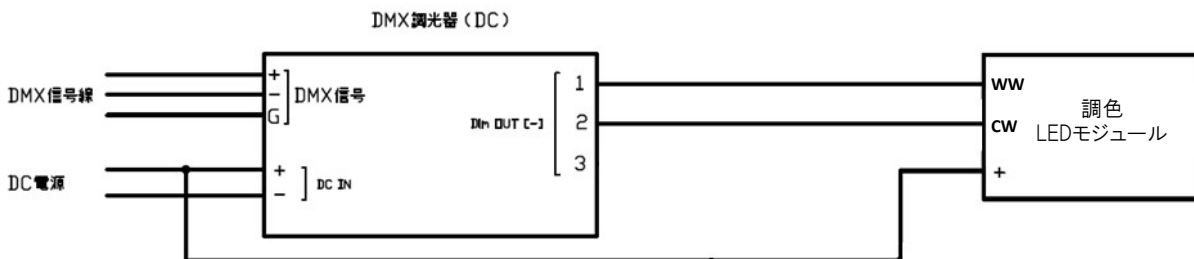 DMX調光器(DC)
DMX信号線
+
−
G
DMX信号
DC電源
+
−
DC IN
Dim OUT [-]
1
2
3
WW
CW
+
調色
LEDモジュール